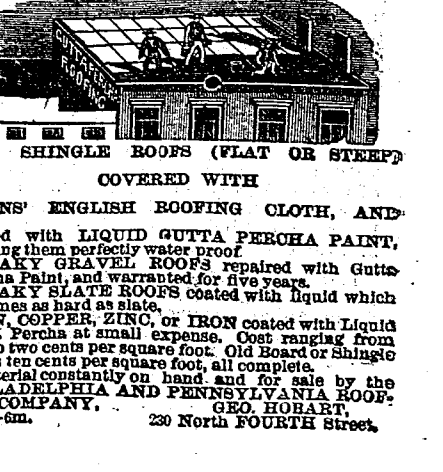 GUTTA PERCHA
ROOFING
SHINGLE ROOFS (FLAT OR STEEP)
COVERED WITH
NS' ENGLISH ROOFING CLOTH, AND
d with LIQUID GUTTA PERCHA PAINT,
ng them perfectly water proof.
AKY GRAVEL ROOFS repaired with Gutta
ha Paint, and warranted for five years.
AKY SLATE ROOFS coated with liquid which
mes as hard as slate.
N, COPPER, ZINC, or IRON coated with Liquid
Percha at small expense. Cost ranging from
o two cents per square foot. Old Board or Shingle
s ten cents per square foot, all complete.
terial constantly on hand and for sale by the
LADELPHIA AND PENNSYLVANIA ROOF-
COMPANY, GEO. HOBART,
-6m. 230 North FOURTH Street.